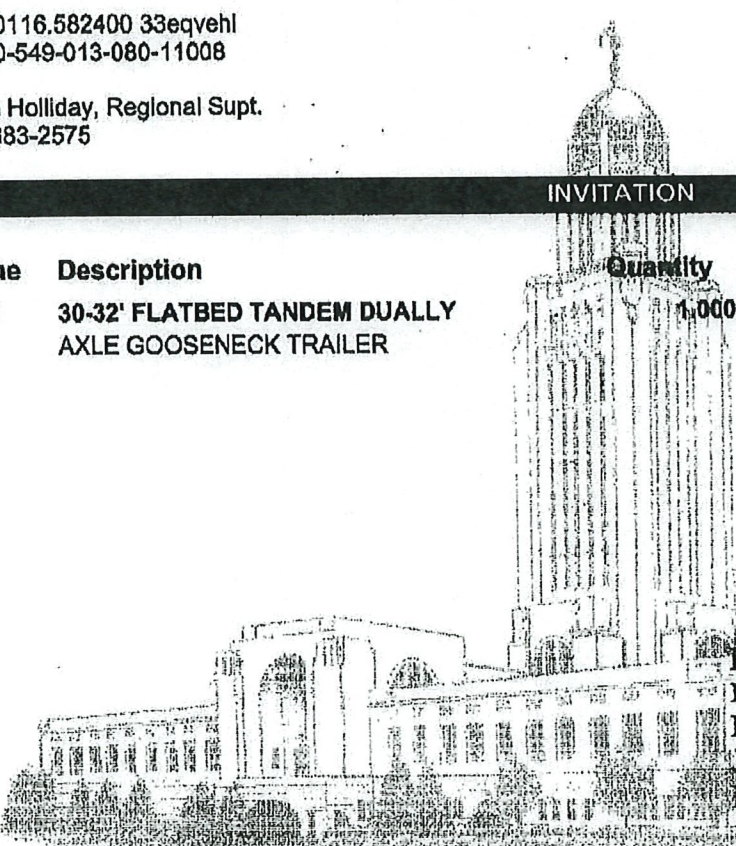 0116.582400 33eqvehl
0-549-013-080-11008
Holliday, Regional Supt.
383-2575
INVITATION
ne Description Quantity
30-32' FLATBED TANDEM DUALLY 1.000
AXLE GOOSENECK TRAILER